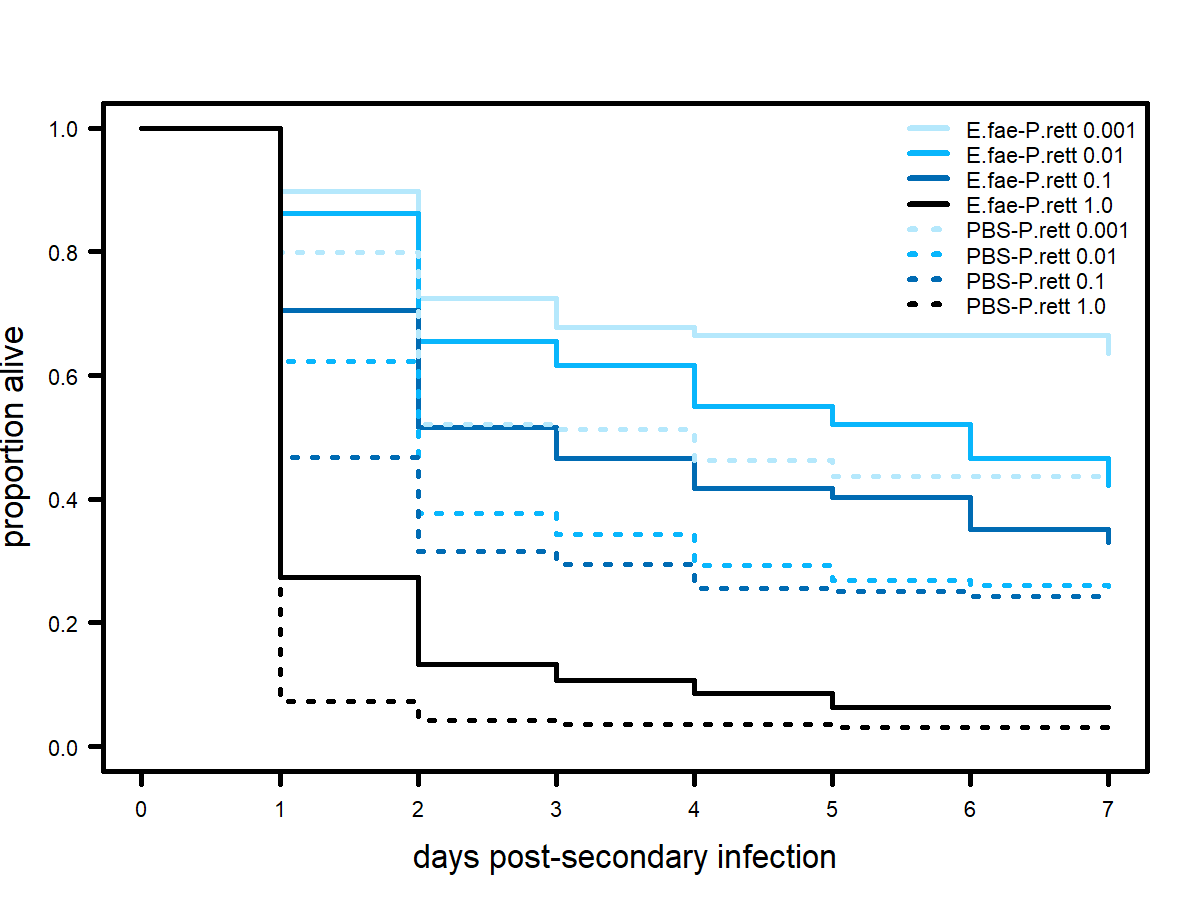 1.0
0.8
0.6
0.4
0.2
0.0
proportion alive
E.fae-P.rett 0.001
E.fae-P.rett 0.01
E.fae-P.rett 0.1
E.fae-P.rett 1.0
PBS-P.rett 0.001
PBS-P.rett 0.01
PBS-P.rett 0.1
PBS-P.rett 1.0
0 1 2 3 4 5 6 7
days post-secondary infection